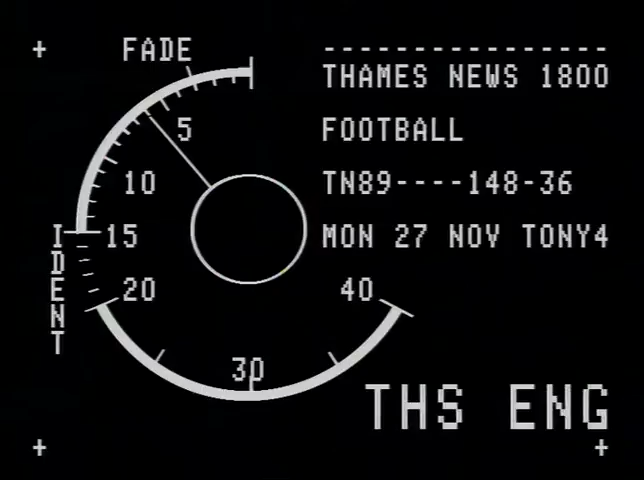 FADE
5
10
15
20
30
40
IDENT
----------------
THAMES NEWS 1800
FOOTBALL
TN89----148-36
MON 27 NOV TONY4
THS ENG